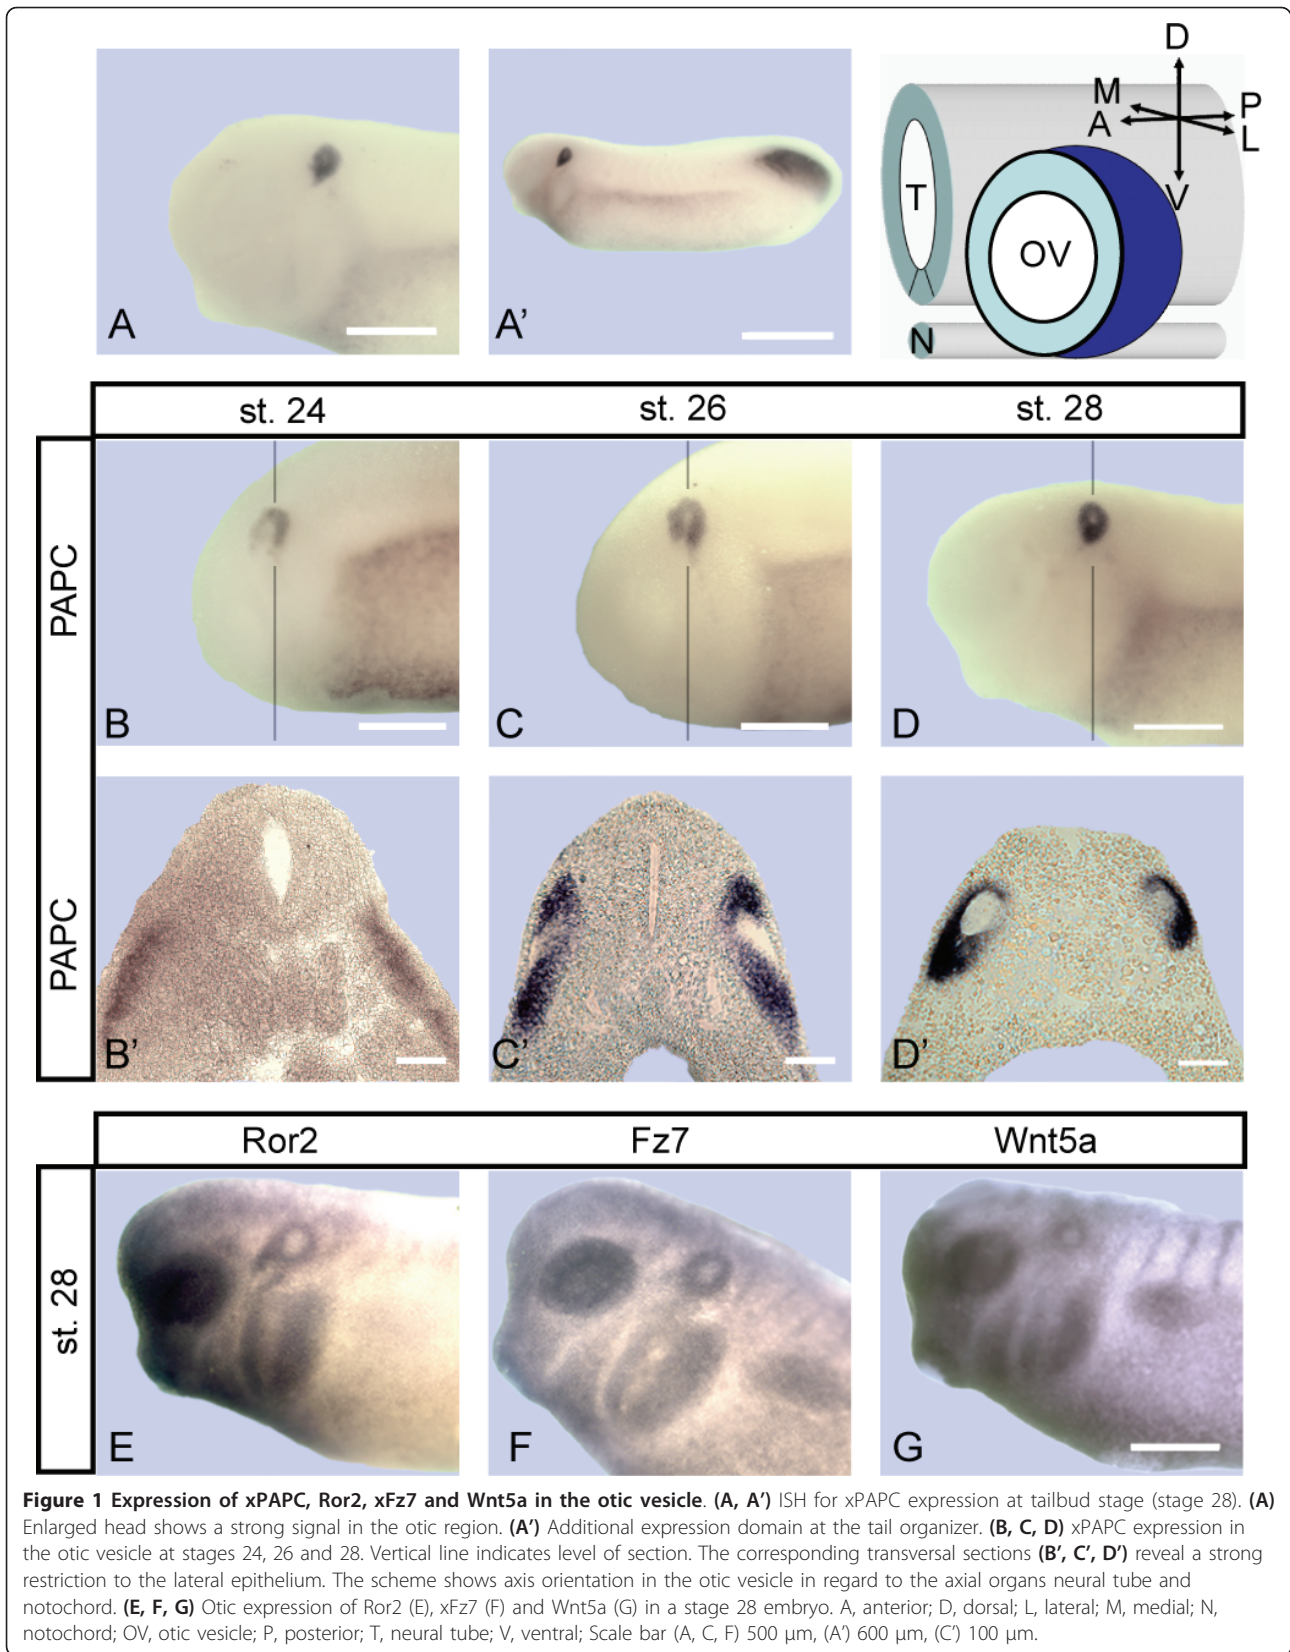 A
A’
D
M
P
A
L
V
T
OV
N
st. 24
st. 26
st. 28
PAPC
B
C
D
PAPC
B’
C’
D’
Ror2
Fz7
Wnt5a
st. 28
E
F
G
Figure 1 Expression of xPAPC, Ror2, xFz7 and Wnt5a in the otic vesicle. (A, A’) ISH for xPAPC expression at tailbud stage (stage 28). (A)
Enlarged head shows a strong signal in the otic region. (A’) Additional expression domain at the tail organizer. (B, C, D) xPAPC expression in
the otic vesicle at stages 24, 26 and 28. Vertical line indicates level of section. The corresponding transversal sections (B’, C’, D’) reveal a strong
restriction to the lateral epithelium. The scheme shows axis orientation in the otic vesicle in regard to the axial organs neural tube and
notochord. (E, F, G) Otic expression of Ror2 (E), xFz7 (F) and Wnt5a (G) in a stage 28 embryo. A, anterior; D, dorsal; L, lateral; M, medial; N,
notochord; OV, otic vesicle; P, posterior; T, neural tube; V, ventral; Scale bar (A, C, F) 500 μm, (A’) 600 μm, (C’) 100 μm.